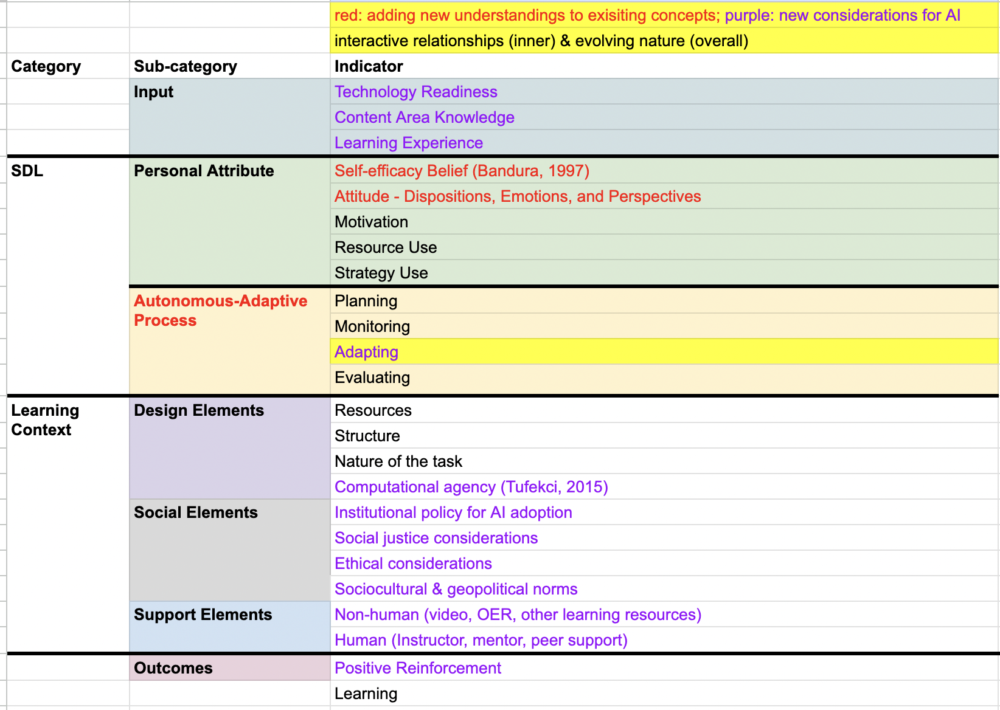 red: adding new understandings to exisiting concepts; purple: new considerations for AI
interactive relationships (inner) & evolving nature (overall)
Category Sub-category Indicator
Input Technology Readiness
Content Area Knowledge
Learning Experience
SDL Personal Attribute Self-efficacy Belief (Bandura, 1997)
Attitude - Dispositions, Emotions, and Perspectives
Motivation
Resource Use
Strategy Use
Autonomous-Adaptive Planning
Process
Monitoring
Adapting
Evaluating
Learning Design Elements Resources
Context
Structure
Nature of the task
Computational agency (Tufekci, 2015)
Social Elements Institutional policy for AI adoption
Social justice considerations
Ethical considerations
Sociocultural & geopolitical norms
Support Elements Non-human (video, OER, other learning resources)
Human (Instructor, mentor, peer support)
Outcomes Positive Reinforcement
Learning